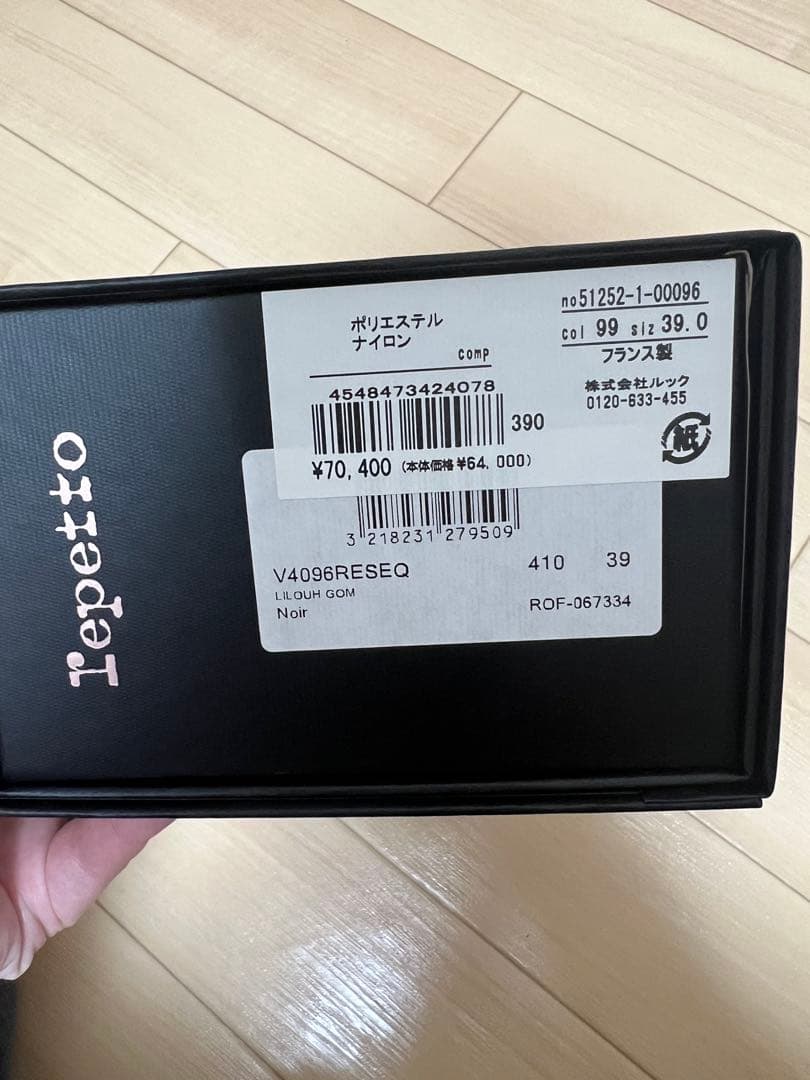 repetto
ポリエステル
ナイロン
comp
4548473424078
390
¥70,400 (本体価格¥64,000)
no51252-1-00096
col 99 siz 39.0
フランス製
株式会社ルック
0120-633-455
紙
3 218231 279509
V4096RESEQ 410 39
LILOUH GOM
Noir ROF-067334